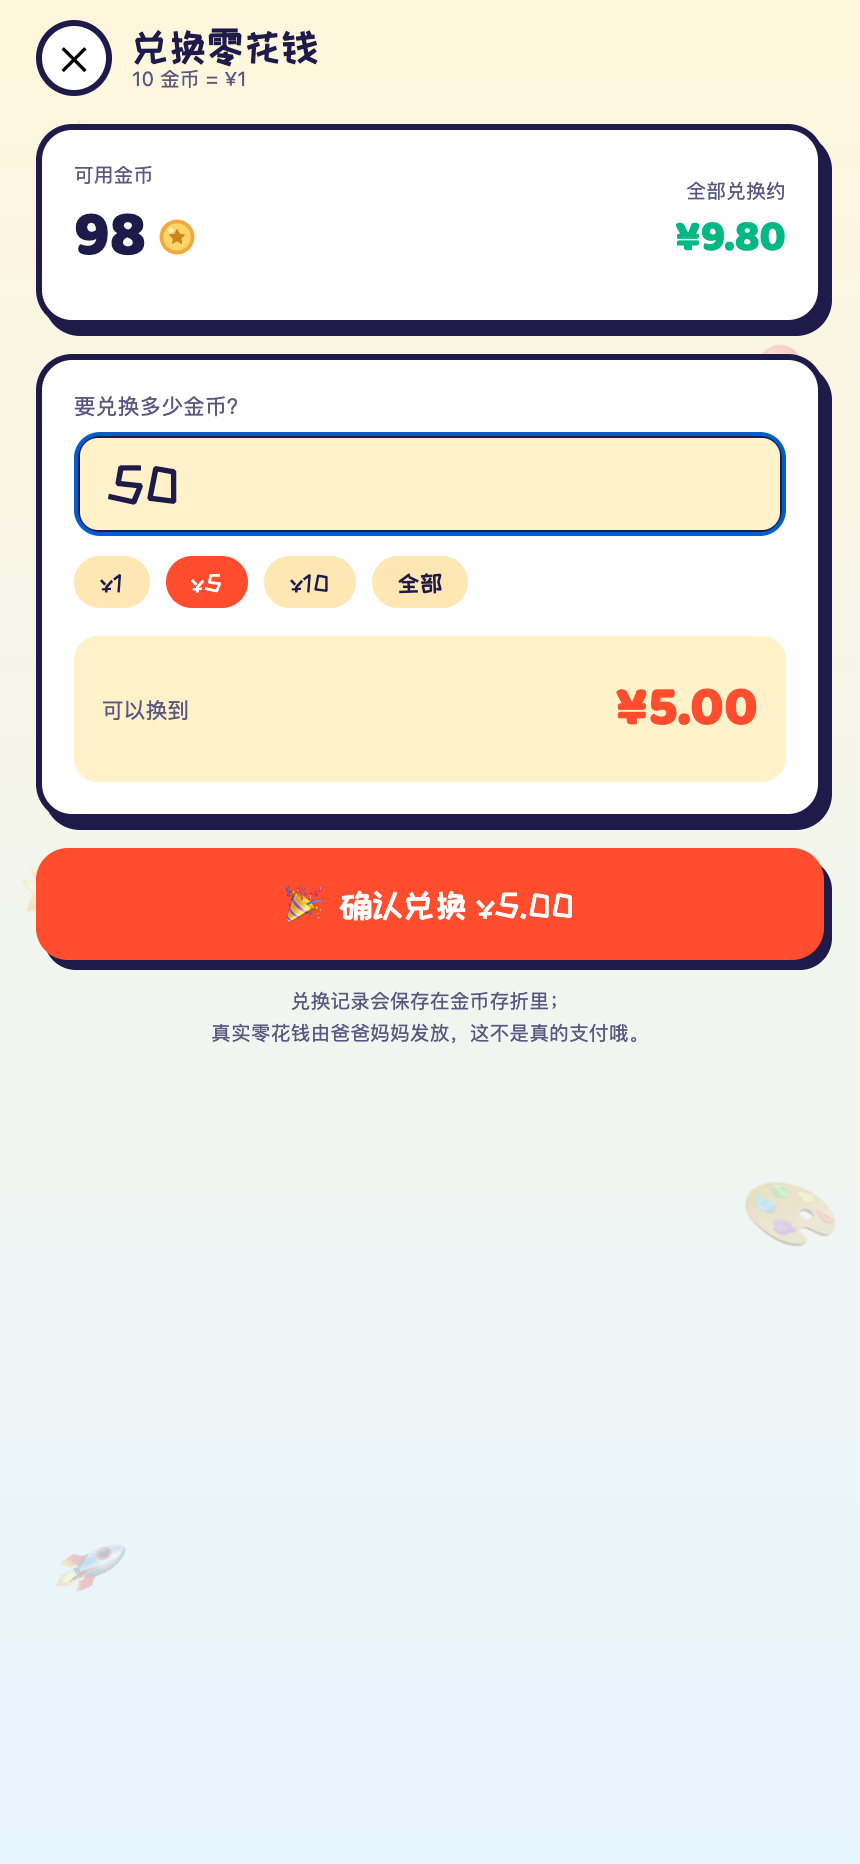 兑换零花钱
10 金币 = ¥1
可用金币
98
全部兑换约
¥9.80
要兑换多少金币?
50
¥1
¥5
¥10
全部
可以换到
¥5.00
🎉 确认兑换 ¥5.00
兑换记录会保存在金币存折里；
真实零花钱由爸爸妈妈发放，这不是真的支付哦。